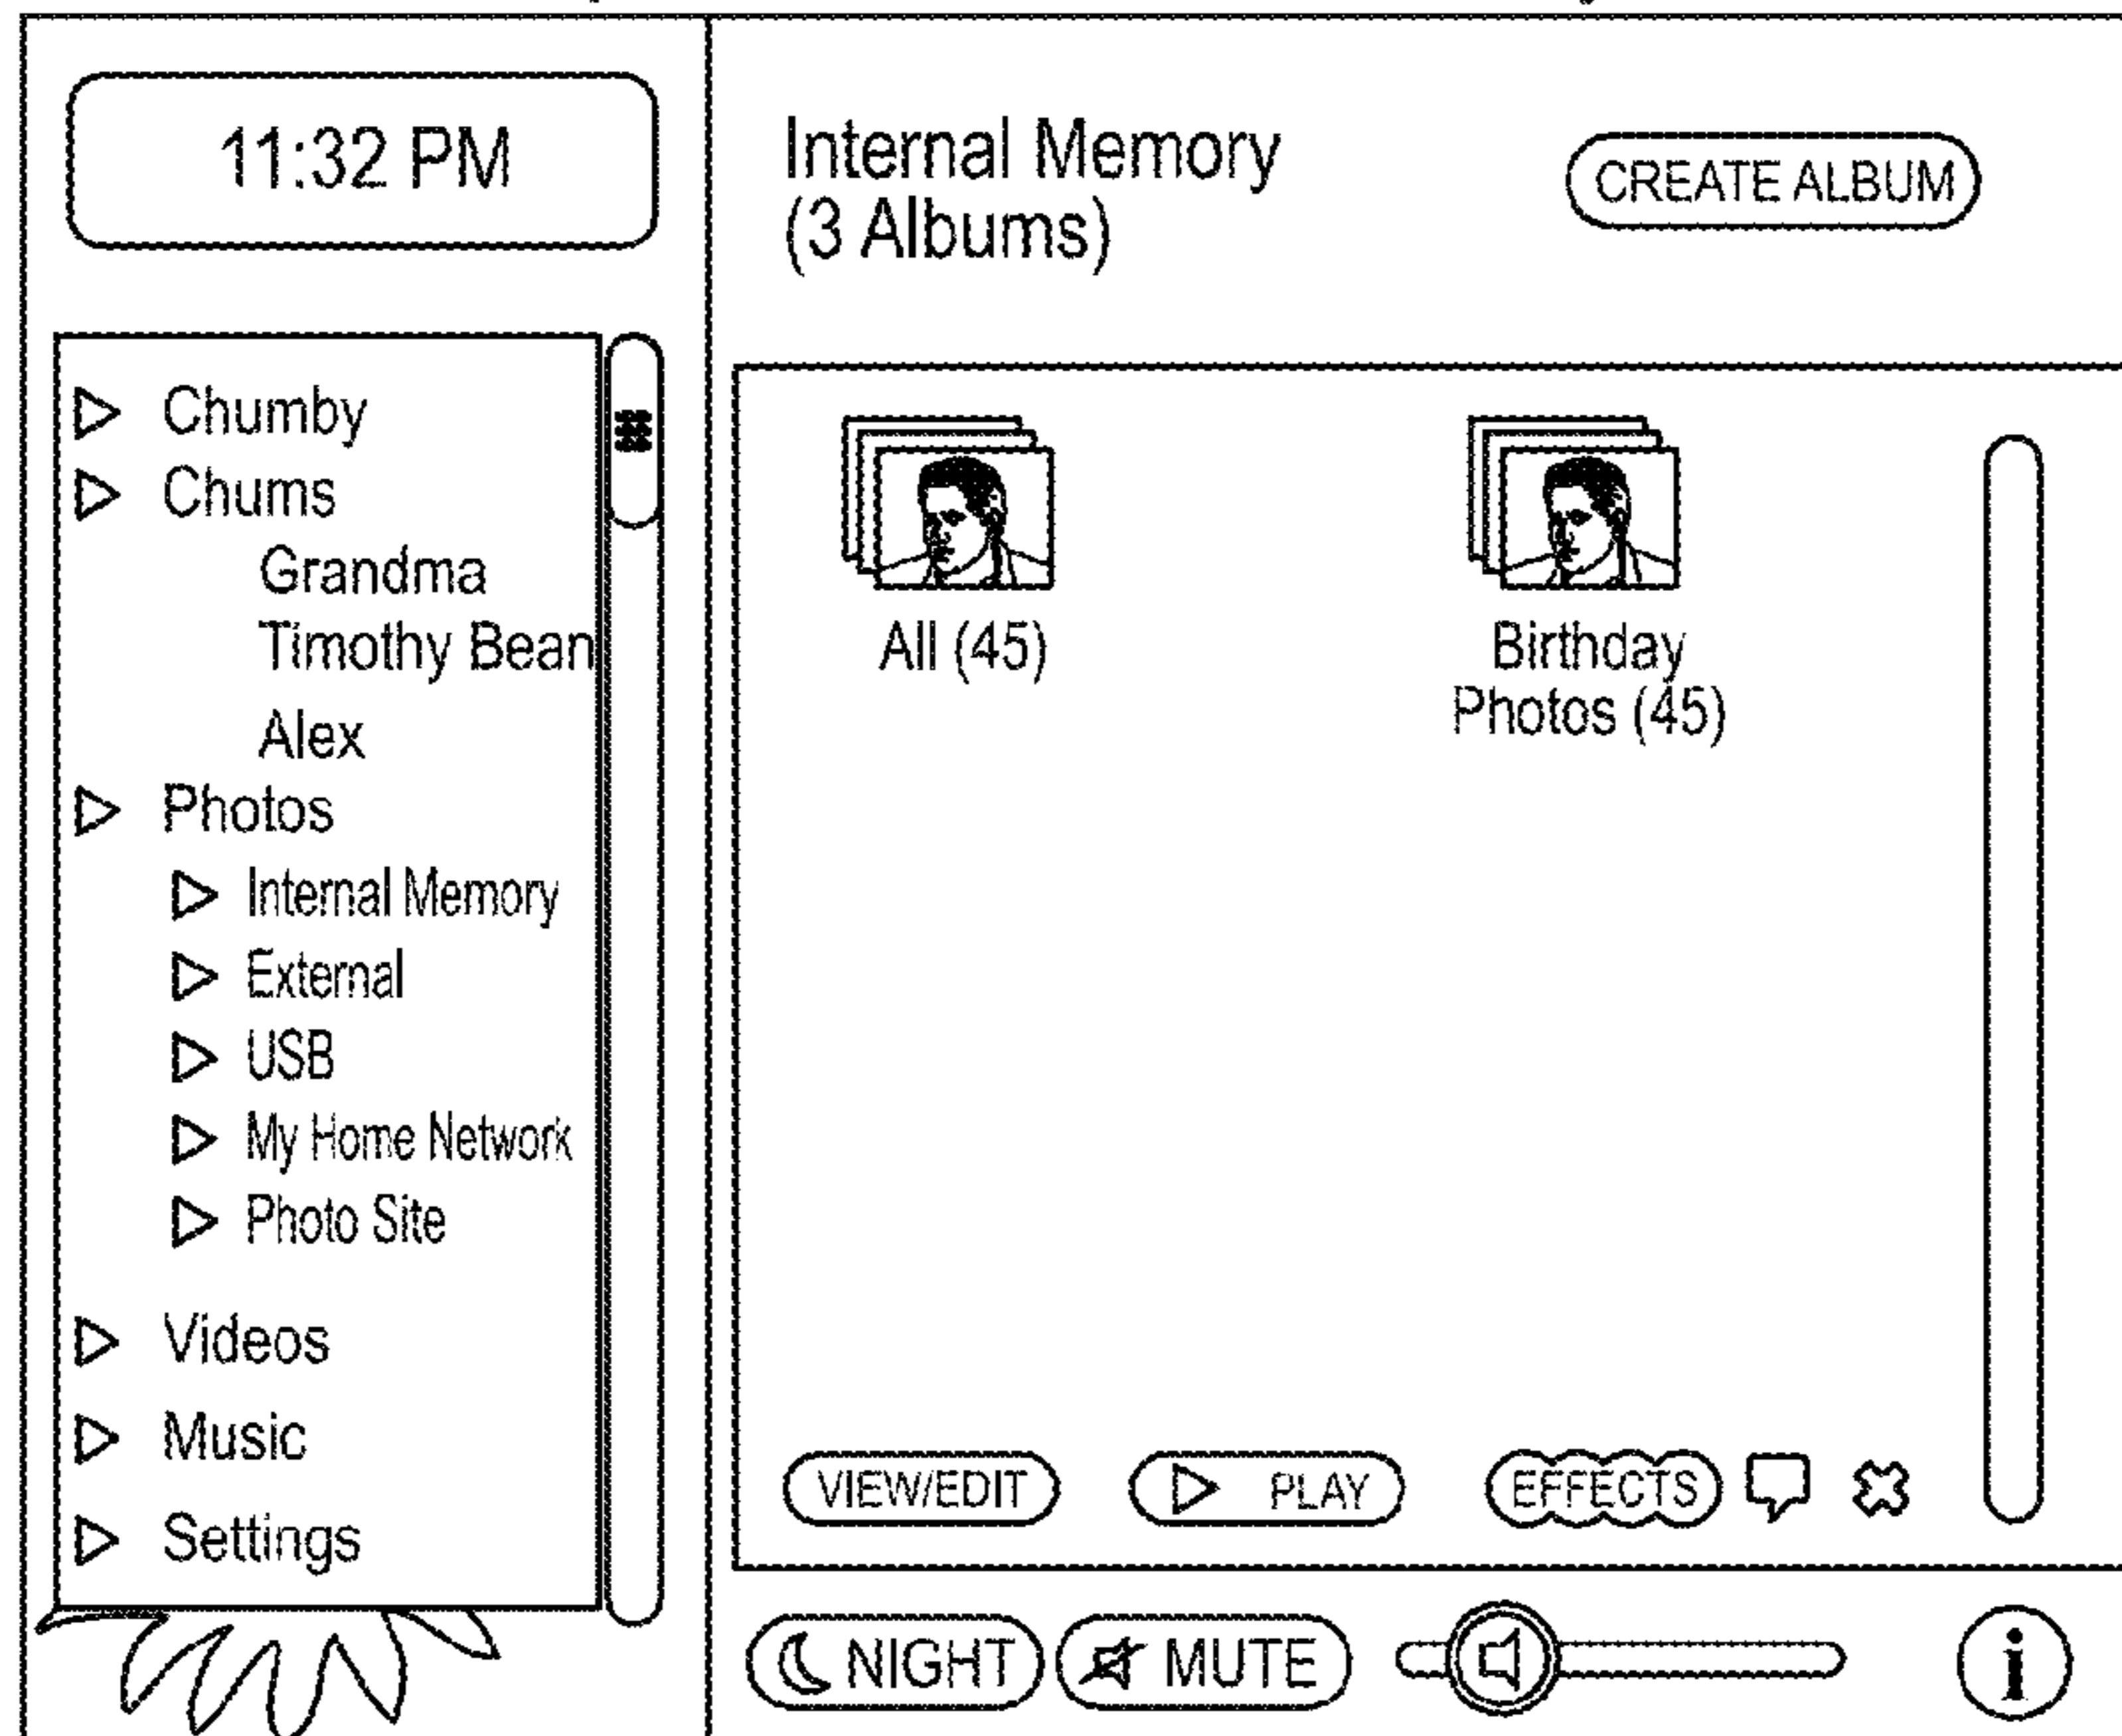 11:32 PM
Chumby
Chums
Grandma
Timothy Bean
Alex
Photos
Internal Memory
External
USB
My Home Network
Photo Site
Videos
Music
Settings
Internal Memory
(3 Albums)
CREATE ALBUM
All (45)
Birthday
Photos (45)
VIEW/EDIT
PLAY
EFFECTS
NIGHT
MUTE
i